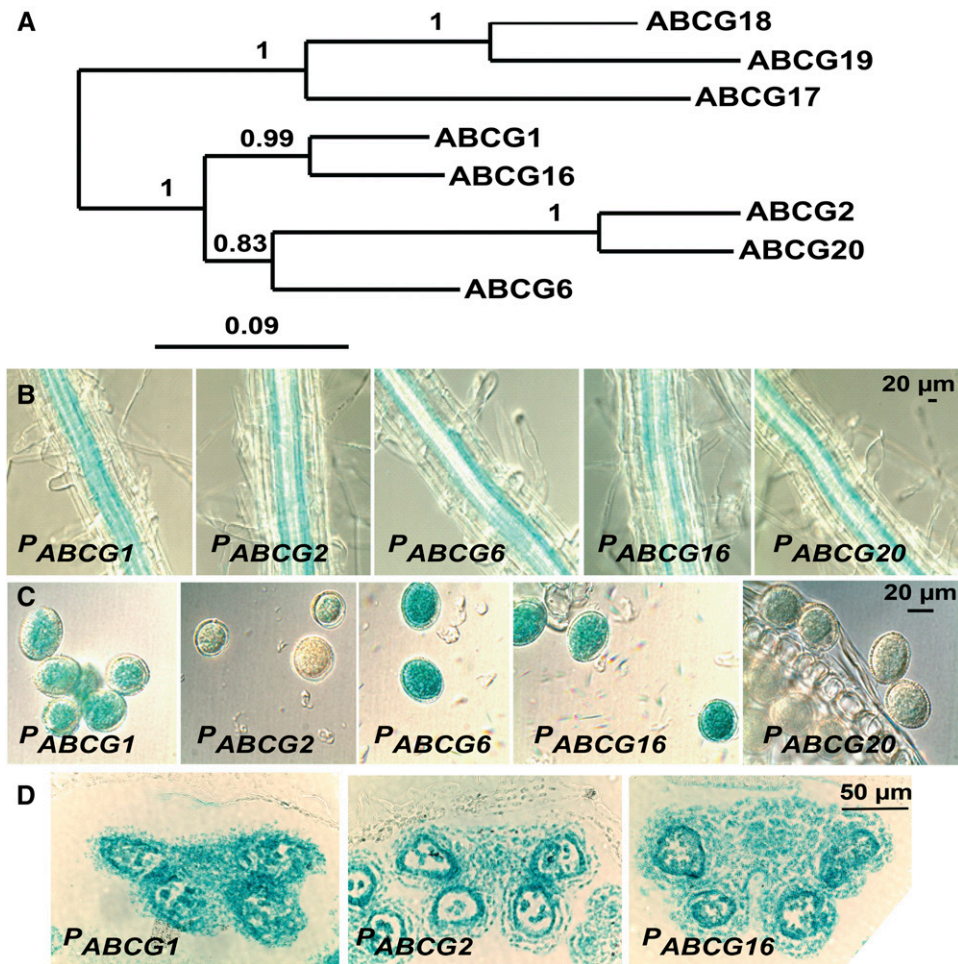 A
1
ABCG18
1
ABCG19
ABCG17
0.99
ABCG1
ABCG16
1
1
ABCG2
0.83
ABCG20
ABCG6
0.09
B
20 µm
PABCG1
PABCG2
PABCG6
PABCG16
PABCG20
C
20 µm
PABCG1
PABCG2
PABCG6
PABCG16
PABCG20
D
50 µm
PABCG1
PABCG2
PABCG16